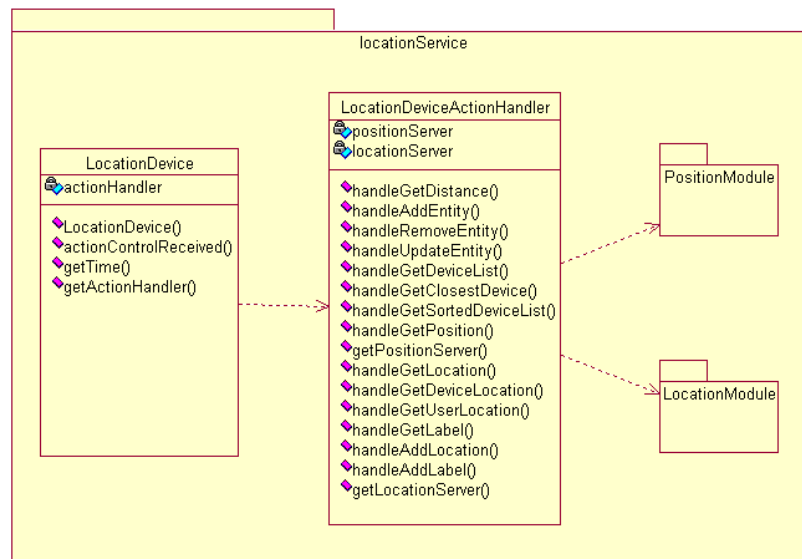 locationService
LocationDevice
actionHandler
LocationDevice()
actionControlReceived()
getTime()
getActionHandler()
LocationDeviceActionHandler
positionServer
locationServer
handleGetDistance()
handleAddEntity()
handleRemoveEntity()
handleUpdateEntity()
handleGetDeviceList()
handleGetClosestDevice()
handleGetSortedDeviceList()
handleGetPosition()
getPositionServer()
handleGetLocation()
handleGetDeviceLocation()
handleGetUserLocation()
handleGetLabel()
handleAddLocation()
handleAddLabel()
getLocationServer()
PositionModule
LocationModule